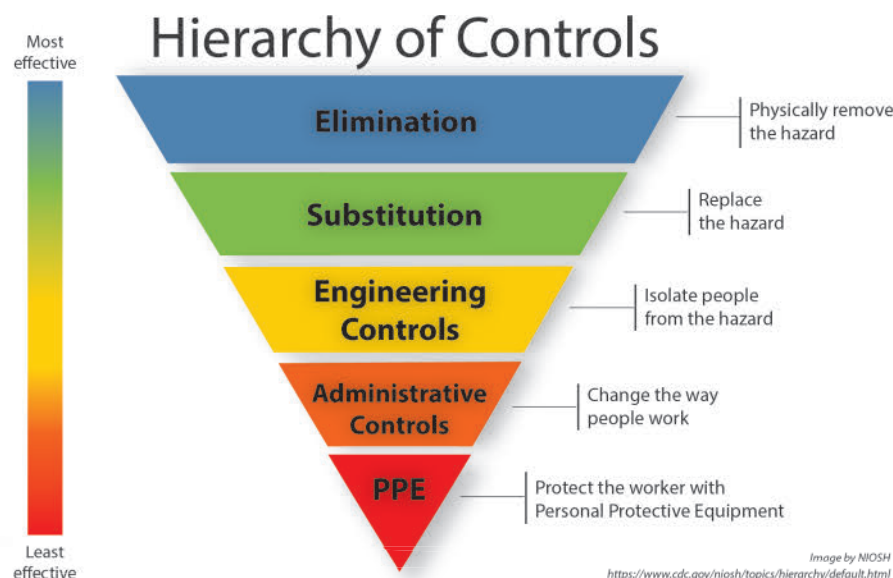 Hierarchy of Controls
Most
effective
Elimination
Physically remove
the hazard
Substitution
Replace
the hazard
Engineering
Controls
Isolate people
from the hazard
Administrative
Controls
Change the way
people work
PPE
Protect the worker with
Personal Protective Equipment
Least
effective
Image by NIOSH
https://www.cdc.gov/niosh/topics/hierarchy/default.html